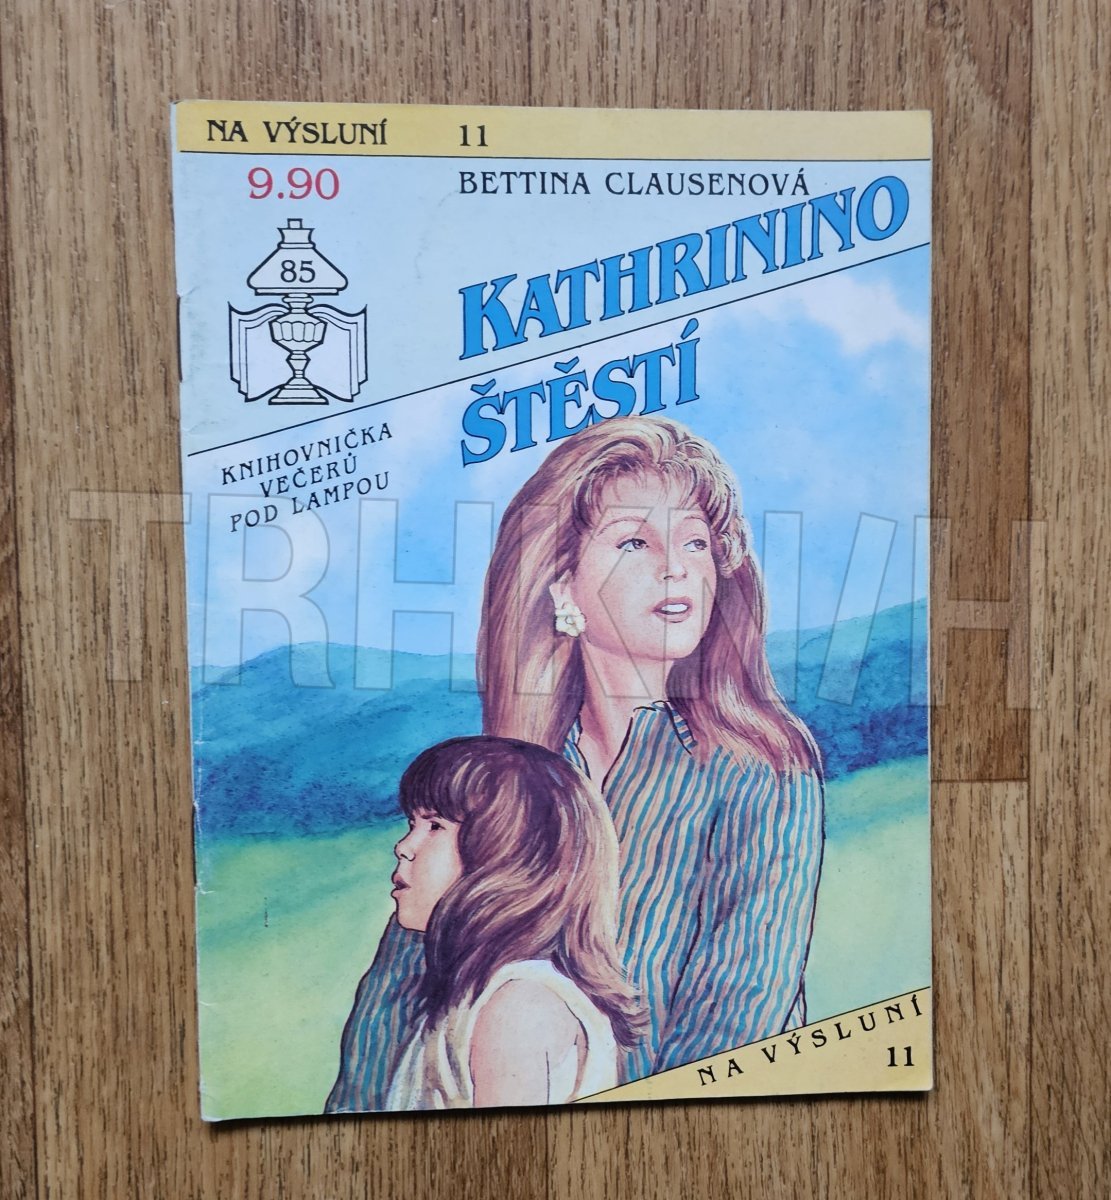 NA VÝSLUNÍ 11
9.90
BETTINA CLAUSENOVÁ
85
KATHRININO
ŠTĚSTÍ
KNIHOVNIČKA
VEČERŮ
POD LAMPOU
TRHKNIH
NA VÝSLUNÍ
11